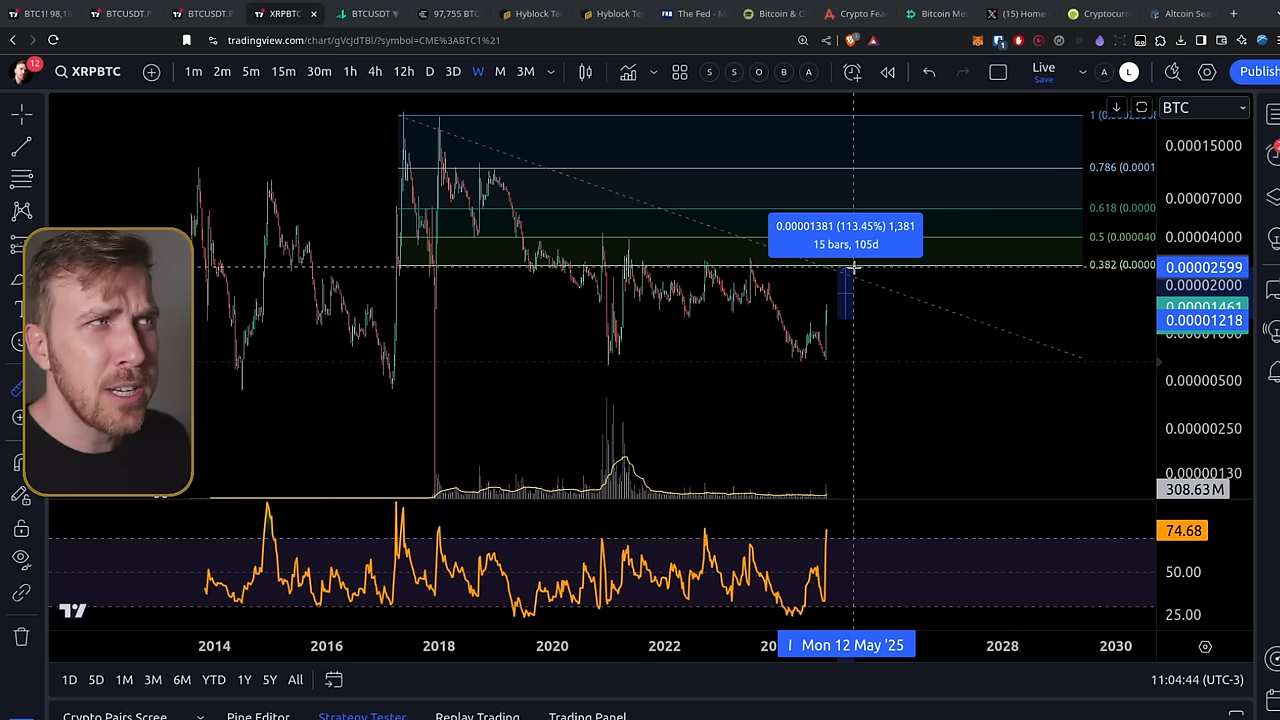 BTC1! 98,1
BTCUSDT.P
BTCUSDT.P
XRPBTC
BTCUSDT
97,755 BTC
Hyblock Te
Hyblock Te
FRB
The Fed - M
Bitcoin & C
Crypto Fea
Bitcoin Me
(15) Home
Cryptocurr
Altcoin Sea
tradingview.com/chart/gVcJdTBI/?symbol=CME%3ABTC1%21
12
XRPBTC
1m 2m 5m 15m 30m 1h 4h 12h D 3D W M 3M
S S O B A
Live
Save
A
L
Publish
BTC
0.786 (0.0001
0.618 (0.0000
0.5 (0.000040
0.382 (0.0000
0.00015000
0.00007000
0.00004000
0.00002599
0.00002000
0.00001461
0.00001218
0.00000500
0.00000250
0.00000130
308.63 M
0.00001381 (113.45%) 1,381
15 bars, 105d
74.68
50.00
25.00
2014
2016
2018
2020
2022
Mon 12 May '25
2028
2030
1D 5D 1M 3M 6M YTD 1Y 5Y All
11:04:44 (UTC-3)
Crypto Pairs Scree
Pine Editor
Strategy Tester
Replay Trading
Trading Panel